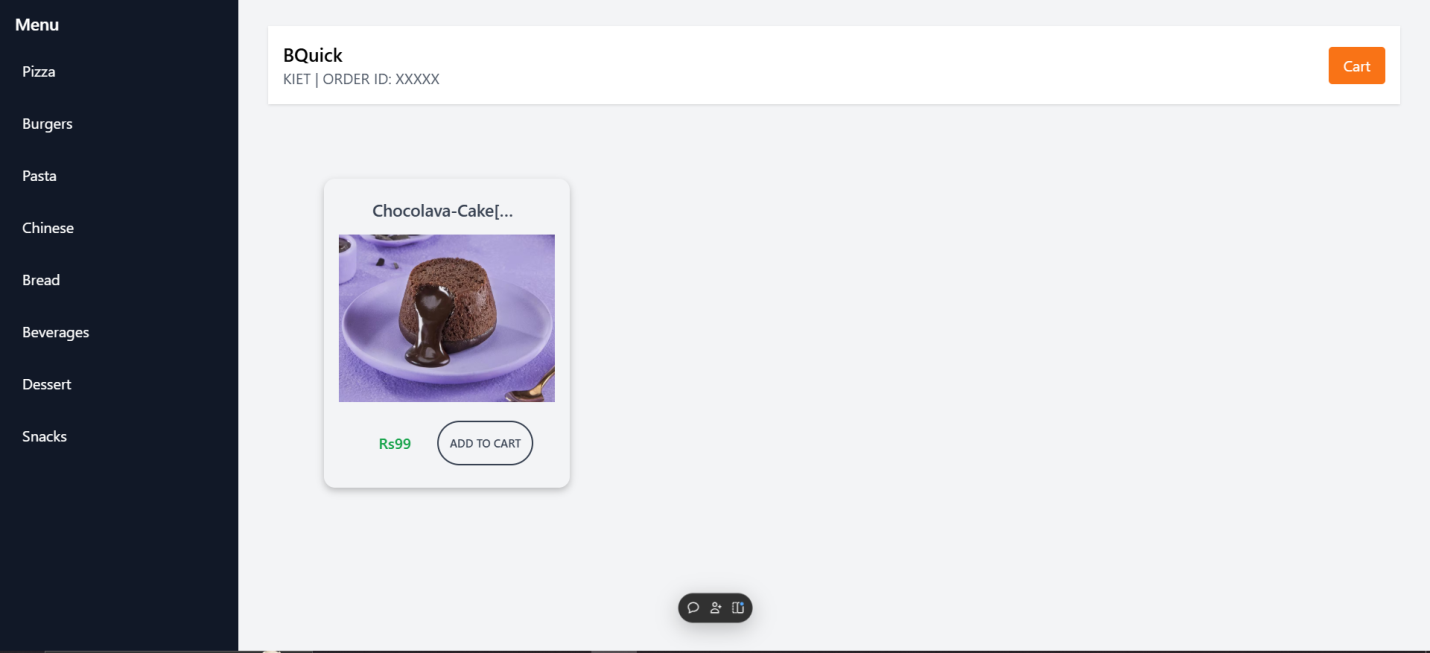 Menu
Pizza
Burgers
Pasta
Chinese
Bread
Beverages
Dessert
Snacks
BQuick
KIET | ORDER ID: XXXXX
Cart
Chocolava-Cake[...
Rs99
ADD TO CART